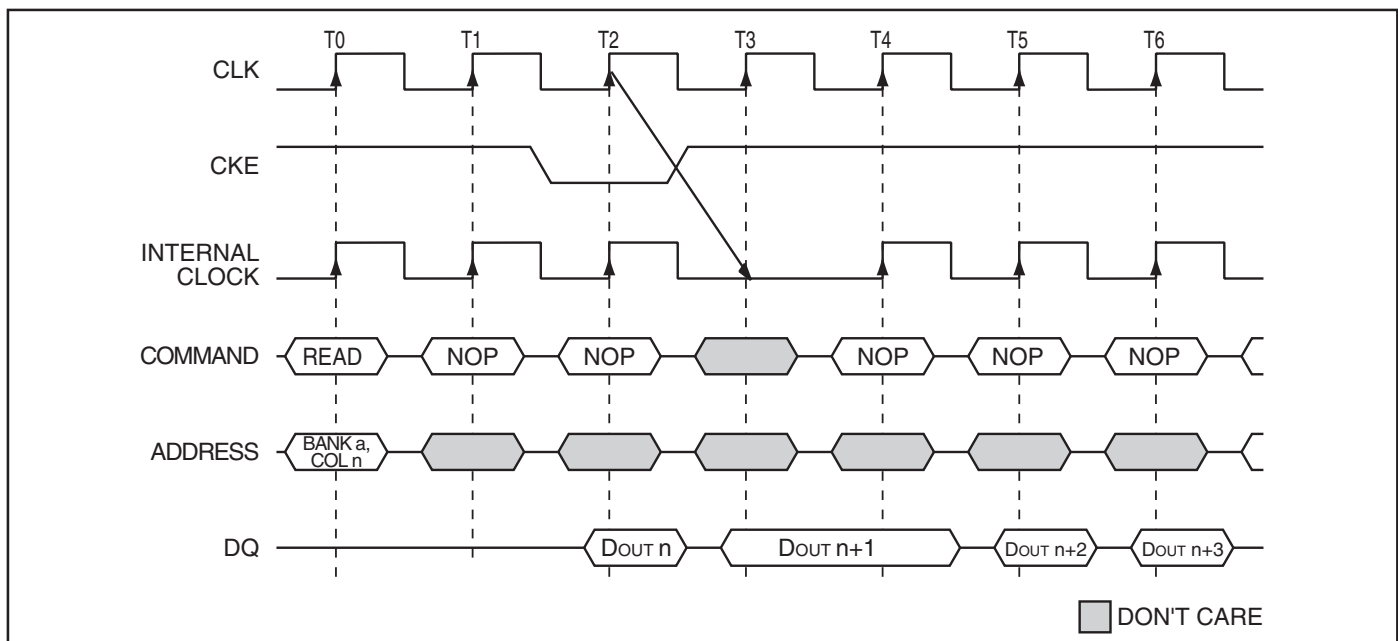 T0 T1 T2 T3 T4 T5 T6
CLK
CKE
INTERNAL
CLOCK
COMMAND READ NOP NOP NOP NOP NOP
ADDRESS BANK a,
COL n
DQ DOUT n DOUT n+1 DOUT n+2 DOUT n+3
DON'T CARE